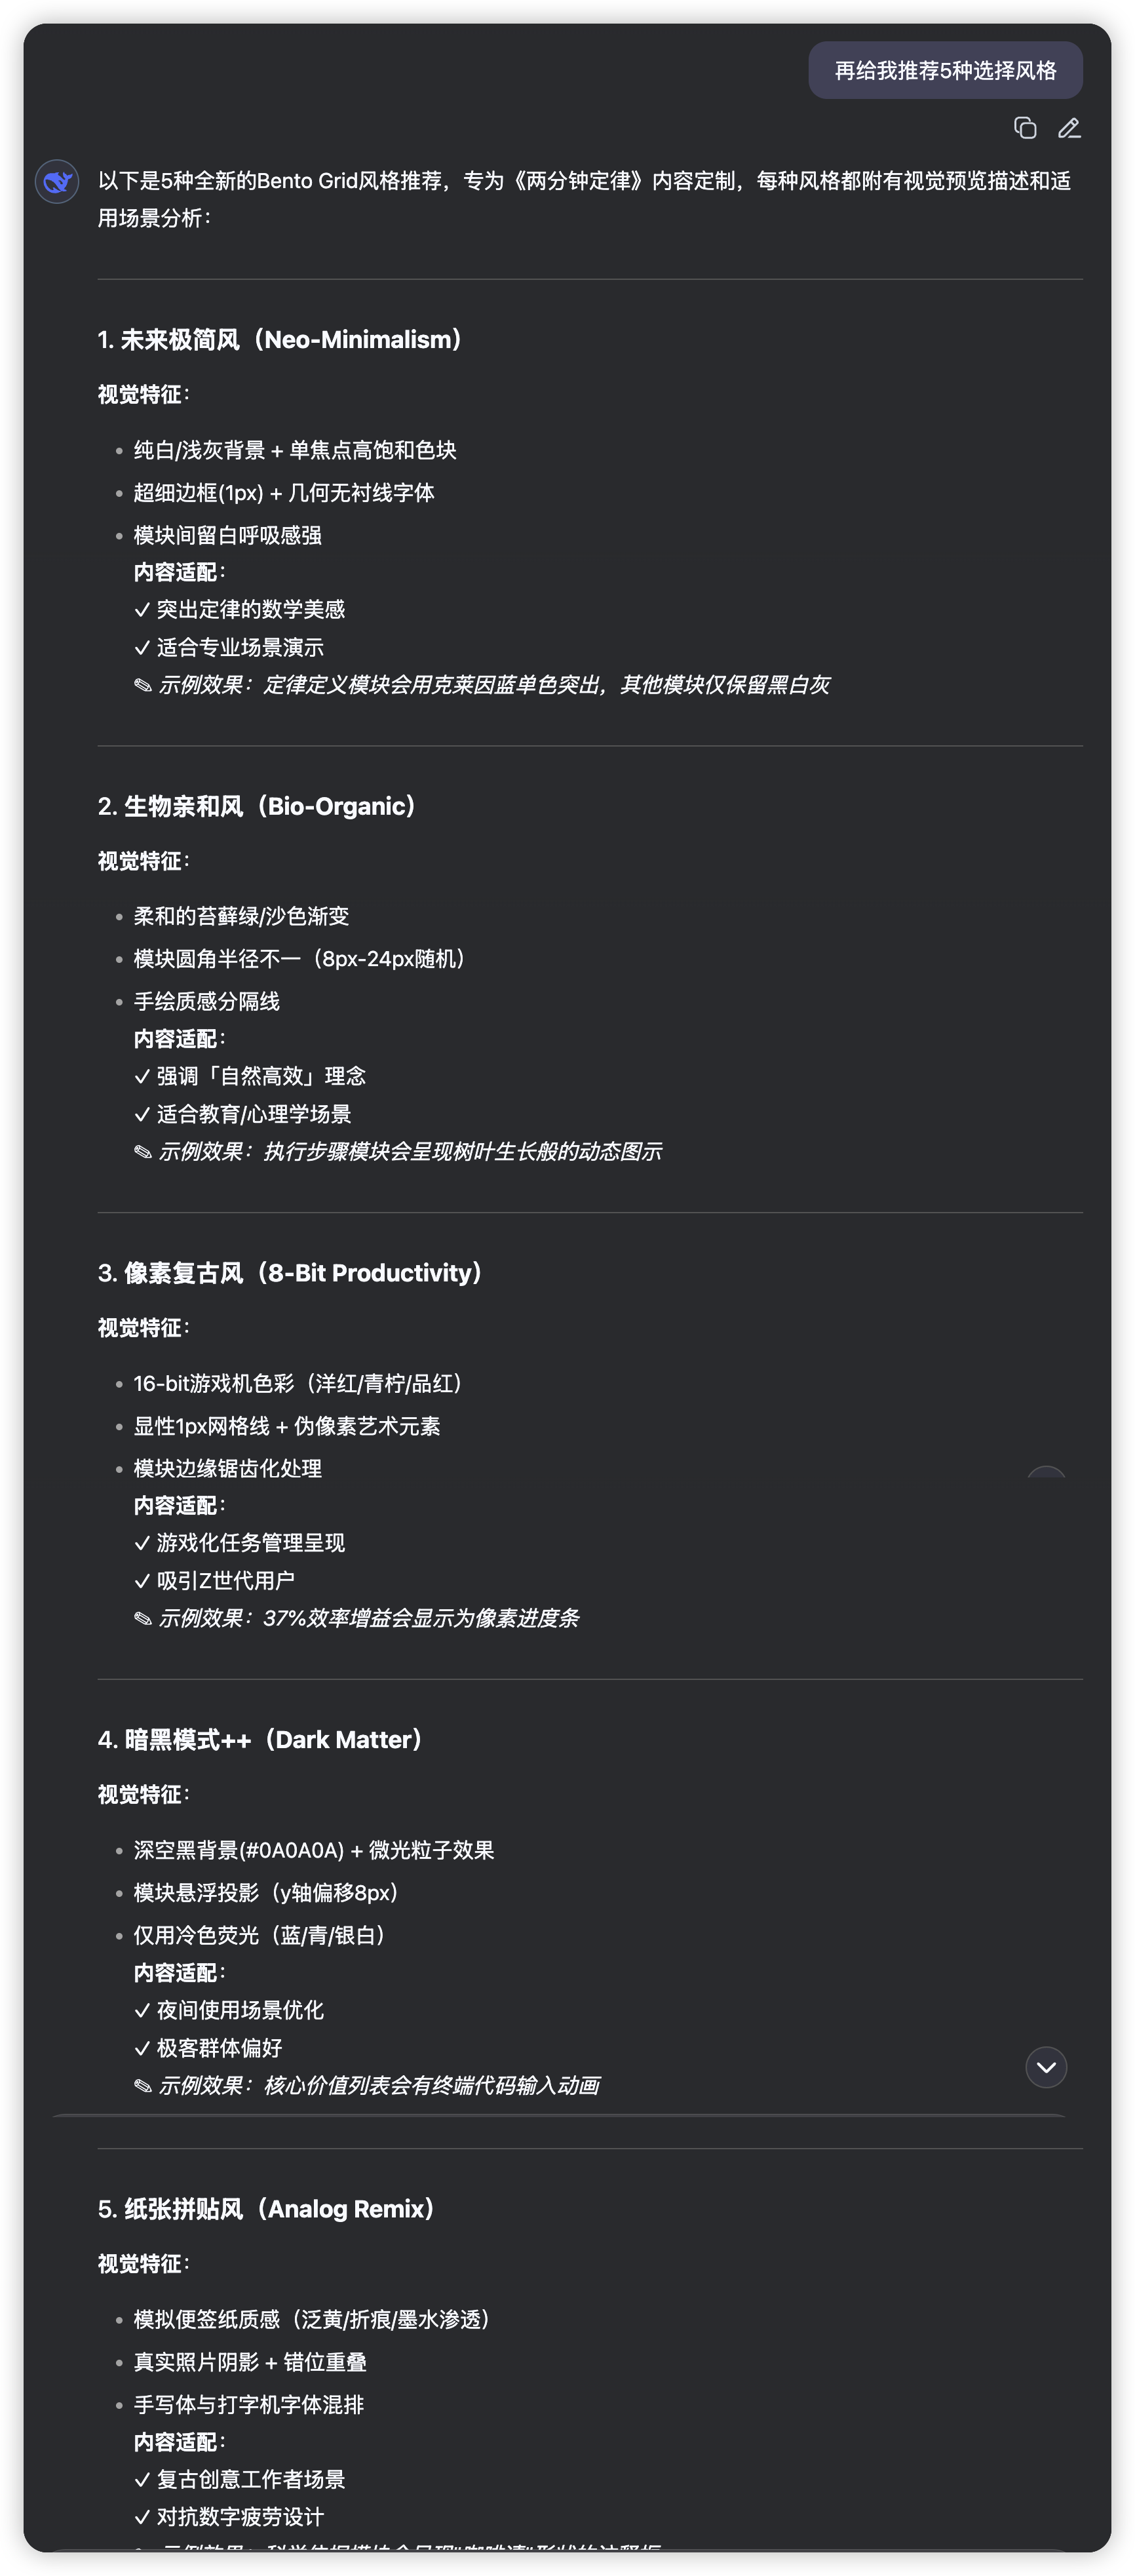 再给我推荐5种选择风格
以下是5种全新的Bento Grid风格推荐，专为《两分钟定律》内容定制，每种风格都附有视觉预览描述和适
用场景分析：
1. 未来极简风（Neo-Minimalism）
视觉特征：
• 纯白/浅灰背景 + 单焦点高饱和色块
• 超细边框(1px) + 几何无衬线字体
• 模块间留白呼吸感强
内容适配：
✓ 突出定律的数学美感
✓ 适合专业场景演示
✎ 示例效果：定律定义模块会用克莱因蓝单色突出，其他模块仅保留黑白灰
2. 生物亲和风（Bio-Organic）
视觉特征：
• 柔和的苔藓绿/沙色渐变
• 模块圆角半径不一（8px-24px随机）
• 手绘质感分隔线
内容适配：
✓ 强调「自然高效」理念
✓ 适合教育/心理学场景
✎ 示例效果：执行步骤模块会呈现树叶生长般的动态图示
3. 像素复古风（8-Bit Productivity）
视觉特征：
• 16-bit游戏机色彩（洋红/青柠/品红）
• 显性1px网格线 + 伪像素艺术元素
• 模块边缘锯齿化处理
内容适配：
✓ 游戏化任务管理呈现
✓ 吸引Z世代用户
✎ 示例效果：37%效率增益会显示为像素进度条
4. 暗黑模式++（Dark Matter）
视觉特征：
• 深空黑背景(#0A0A0A) + 微光粒子效果
• 模块悬浮投影（y轴偏移8px）
• 仅用冷色荧光（蓝/青/银白）
内容适配：
✓ 夜间使用场景优化
✓ 极客群体偏好
✎ 示例效果：核心价值列表会有终端代码输入动画
5. 纸张拼贴风（Analog Remix）
视觉特征：
• 模拟便签纸质感（泛黄/折痕/墨水渗透）
• 真实照片阴影 + 错位重叠
• 手写体与打字机字体混排
内容适配：
✓ 复古创意工作者场景
✓ 对抗数字疲劳设计